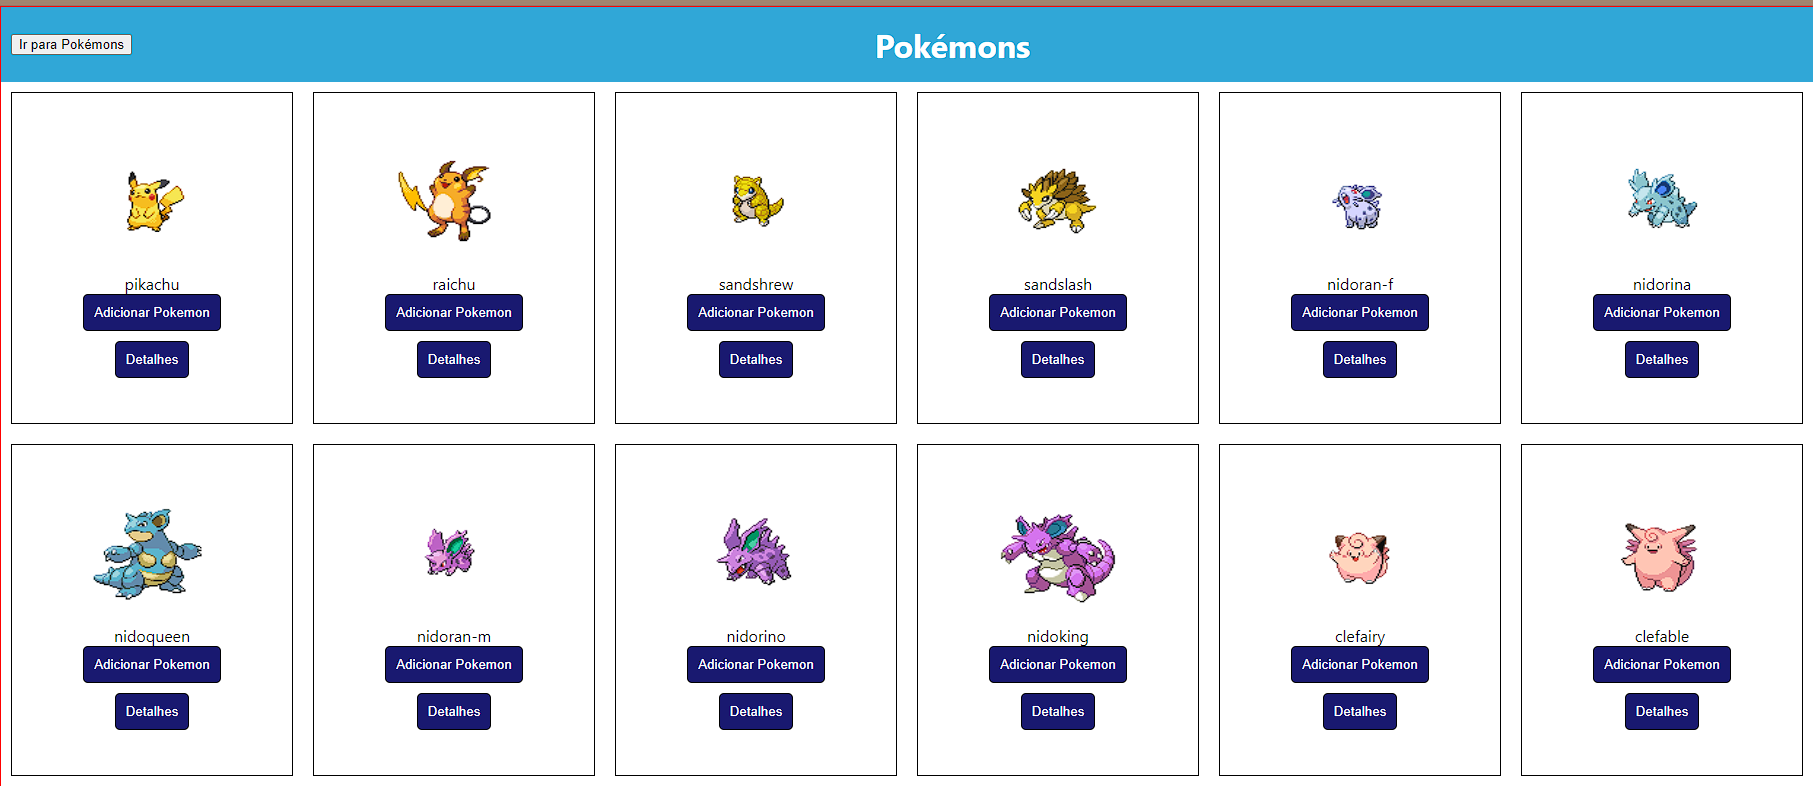 Ir para Pokémons
Pokémons
pikachu
Adicionar Pokemon
Detalhes
raichu
Adicionar Pokemon
Detalhes
sandshrew
Adicionar Pokemon
Detalhes
sandslash
Adicionar Pokemon
Detalhes
nidoran-f
Adicionar Pokemon
Detalhes
nidorina
Adicionar Pokemon
Detalhes
nidoqueen
Adicionar Pokemon
Detalhes
nidoran-m
Adicionar Pokemon
Detalhes
nidorino
Adicionar Pokemon
Detalhes
nidoking
Adicionar Pokemon
Detalhes
clefairy
Adicionar Pokemon
Detalhes
clefable
Adicionar Pokemon
Detalhes